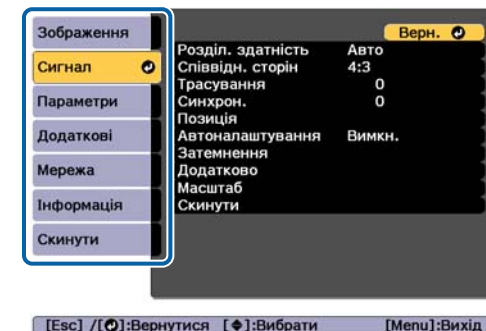 Зображення
Сигнал
Параметри
Додаткові
Мережа
Інформація
Скинути
Верн.
Розділ. здатність Авто
Співвідн. сторін 4:3
Трасування 0
Синхрон. 0
Позиція
Автоналаштування Вимкн.
Затемнення
Додатково
Масштаб
Скинути
[Esc] /[]:Вернутися []:Вибрати [Menu]:Вихід